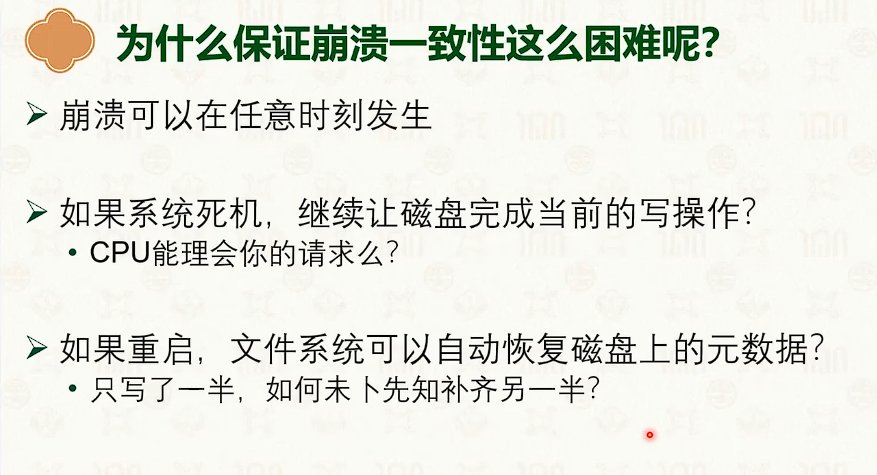 为什么保证崩溃一致性这么困难呢？
崩溃可以在任意时刻发生
如果系统死机，继续让磁盘完成当前的写操作？
CPU能理会你的请求么？
如果重启，文件系统可以自动恢复磁盘上的元数据？
只写了一半，如何未卜先知补齐另一半？